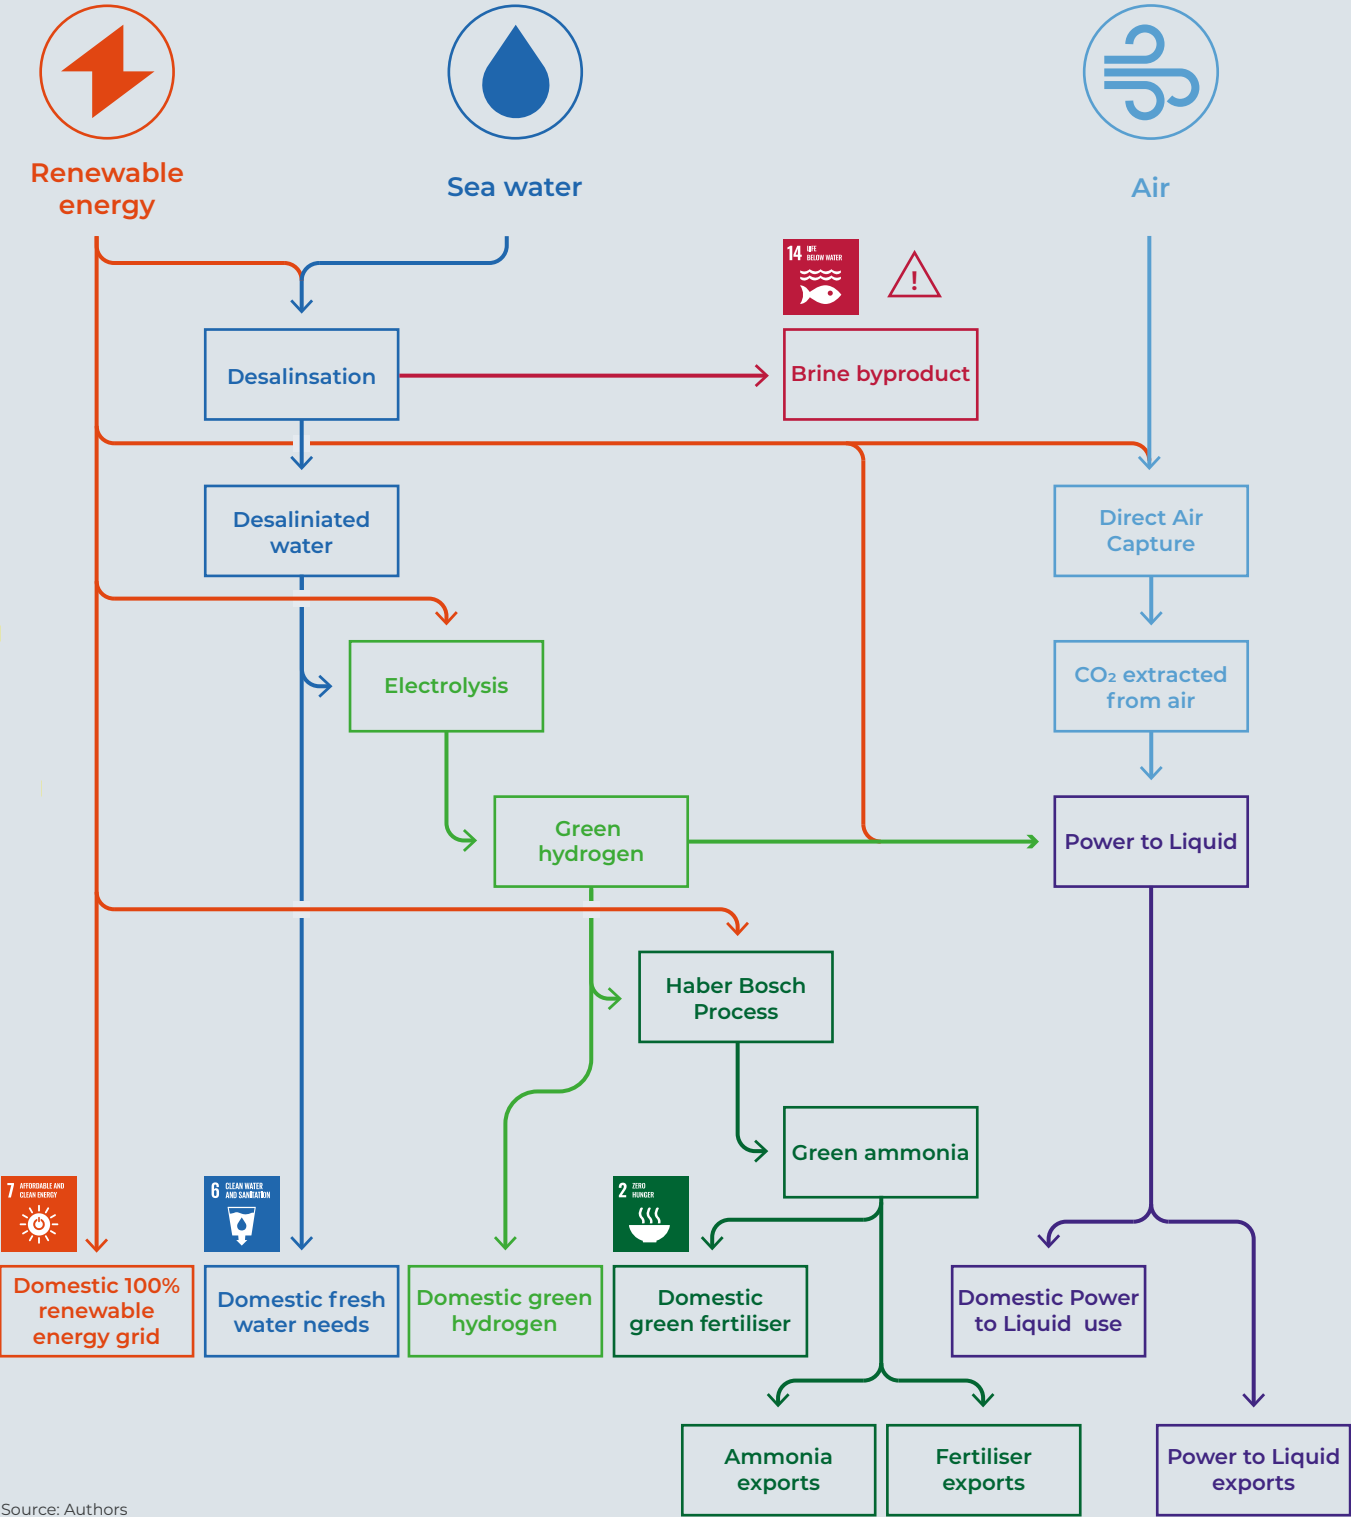 Renewable
energy
Sea water
Air
14 LIFE
BELOW WATER
!
Desalinsation
Brine byproduct
Desaliniated
water
Direct Air
Capture
Electrolysis
CO₂ extracted
from air
Green
hydrogen
Power to Liquid
Haber Bosch
Process
Green ammonia
7 AFFORDABLE AND
CLEAN ENERGY
6 CLEAN WATER
AND SANITATION
2 ZERO
HUNGER
Domestic 100%
renewable
energy grid
Domestic fresh
water needs
Domestic green
hydrogen
Domestic
green fertiliser
Domestic Power
to Liquid use
Ammonia
exports
Fertiliser
exports
Power to Liquid
exports
Source: Authors